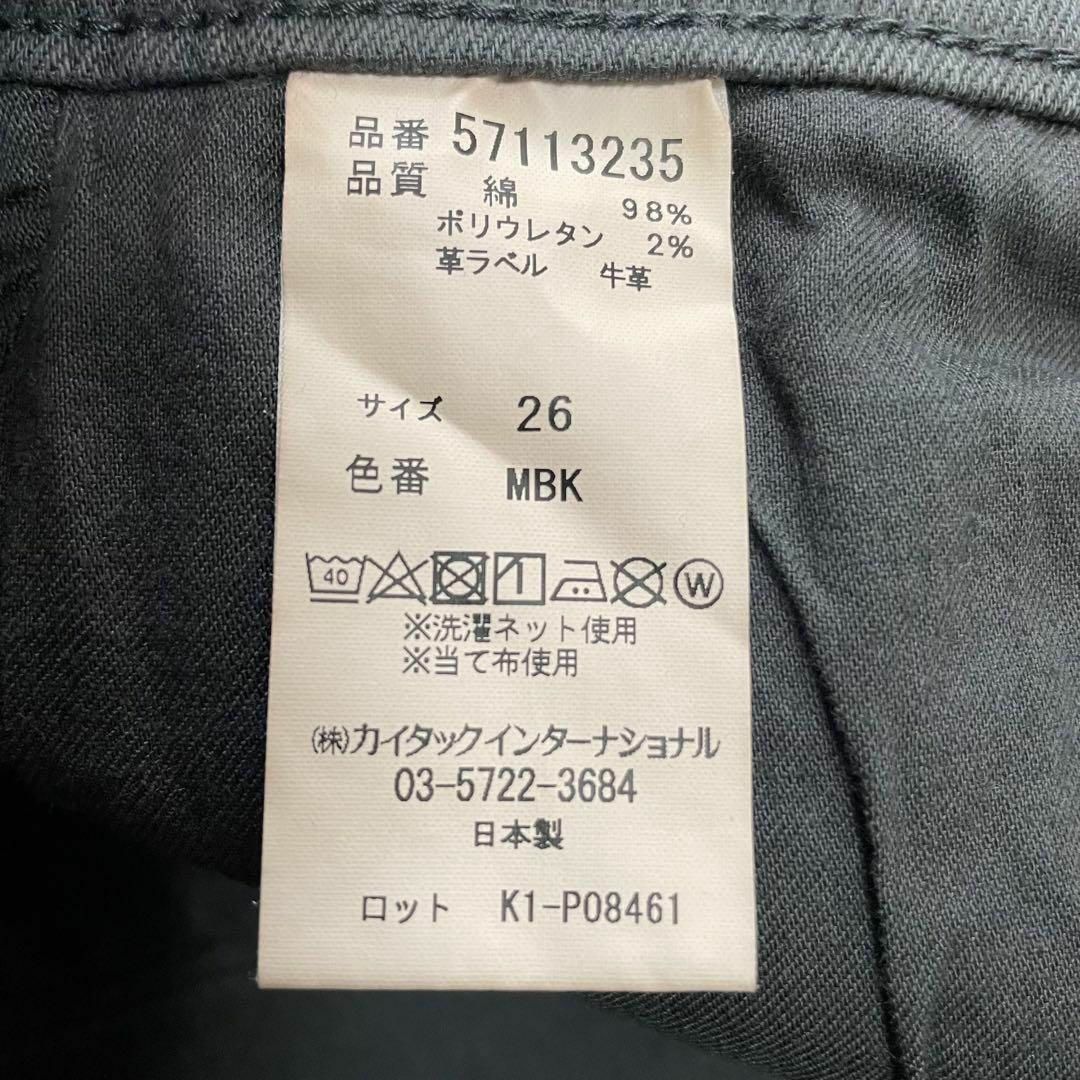 品番 57113235
品質 綿 98%
ポリウレタン 2%
革ラベル 牛革
サイズ 26
色番 MBK
40 W
※洗濯ネット使用
※当て布使用
(株)カイタックインターナショナル
03-5722-3684
日本製
ロット K1-P08461